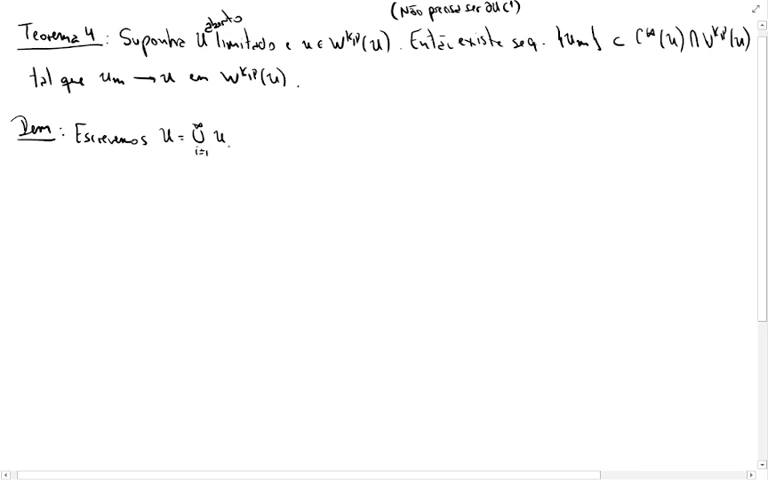 (Não precisa ser ∂U C¹)
aberto
Teorema 4: Suponha U limitado e u ∈ W^{k,p}(U). Então existe seq. {u_m} ⊂ C^∞(U) ∩ W^{k,p}(U)
tal que u_m → u em W^{k,p}(U).
Dem: Escrevemos U = ⋃_{i=1}^∞ U.